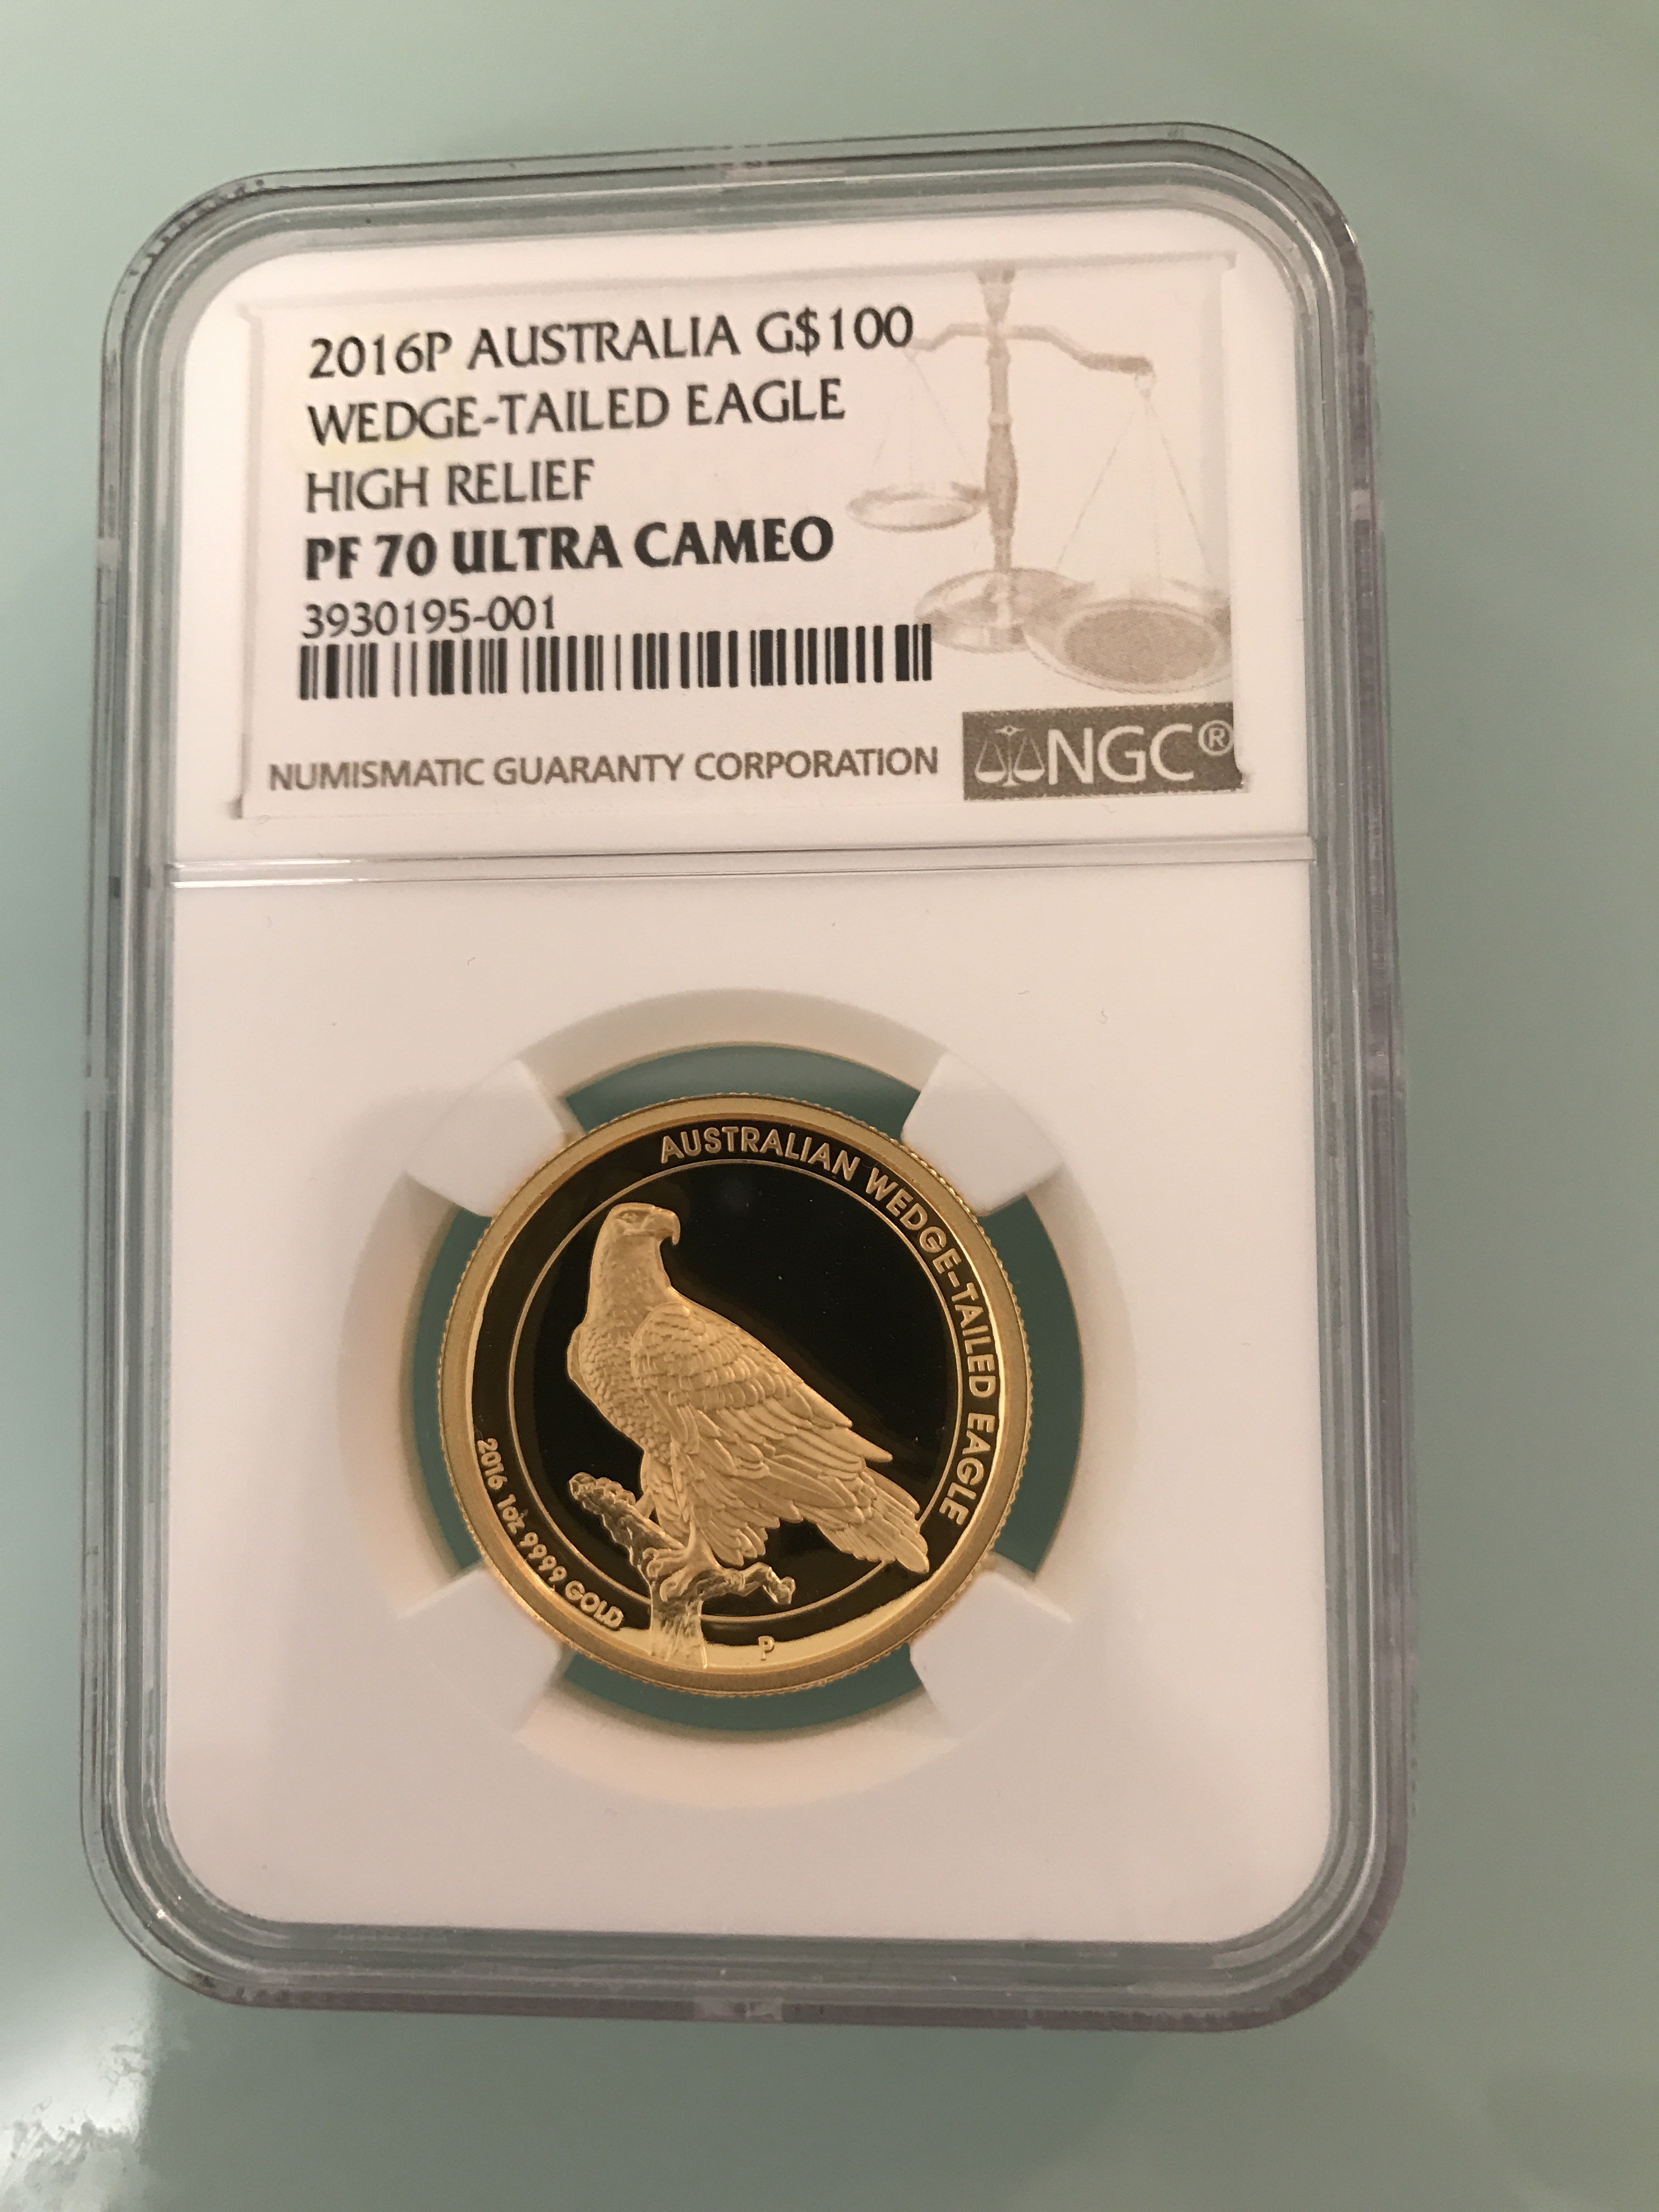 2016P AUSTRALIA G$100
WEDGE-TAILED EAGLE
HIGH RELIEF
PF 70 ULTRA CAMEO
3930195-001
NUMISMATIC GUARANTY CORPORATION NGC®
AUSTRALIAN WEDGE-TAILED EAGLE
2016 1oz 9999 GOLD
P